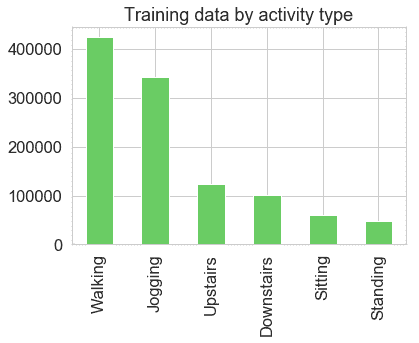 Training data by activity type
400000
300000
200000
100000
0
Walking
Jogging
Upstairs
Downstairs
Sitting
Standing